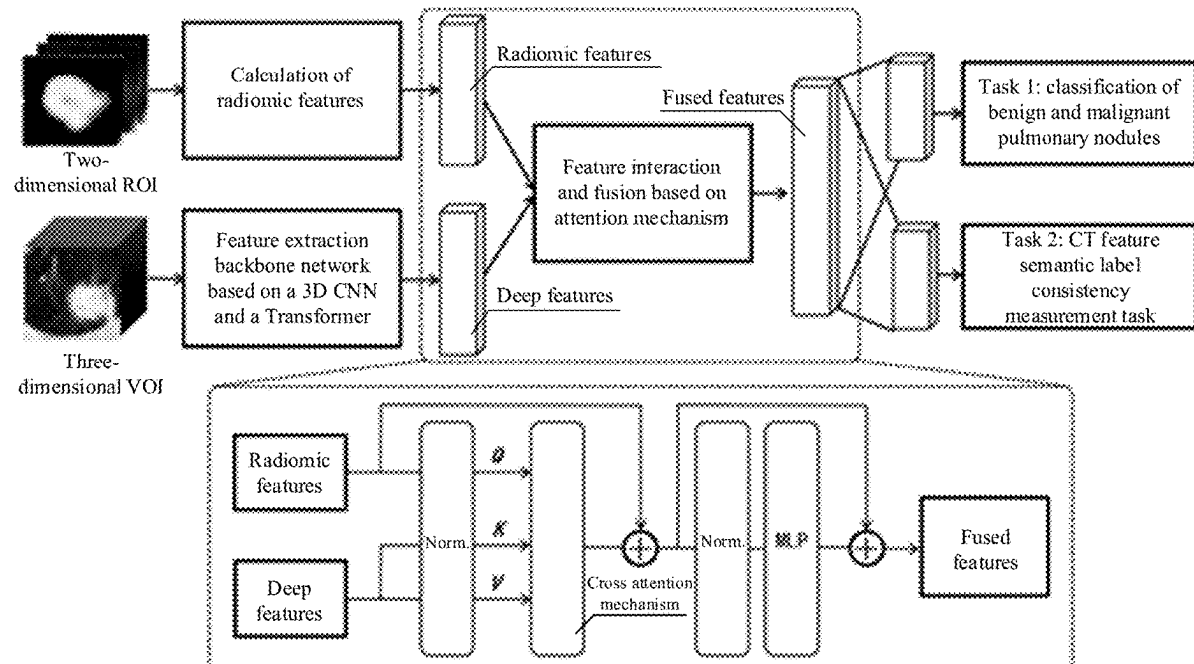 Two-
dimensional ROI
Calculation of
radiomic features
Radiomic features
Fused features
Task 1: classification of
benign and malignant
pulmonary nodules
Feature interaction
and fusion based on
attention mechanism
Three-
dimensional VOI
Feature extraction
backbone network
based on a 3D CNN
and a Transformer
Deep features
Task 2: CT feature
semantic label
consistency
measurement task
Radiomic
features
Deep
features
Norm.
Q
K
V
Cross attention
mechanism
Norm.
MLP
Fused
features